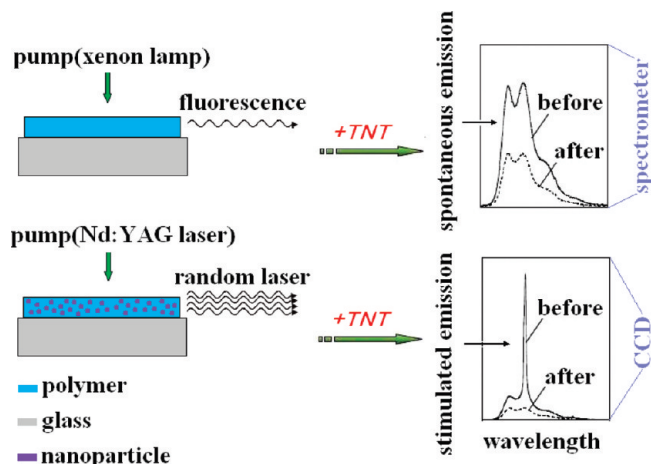 pump(xenon lamp)
fluorescence
+TNT
spontaneous emission
before
after
spectrometer
pump(Nd:YAG laser)
random laser
+TNT
stimulated emission
before
after
CCD
wavelength
polymer
glass
nanoparticle